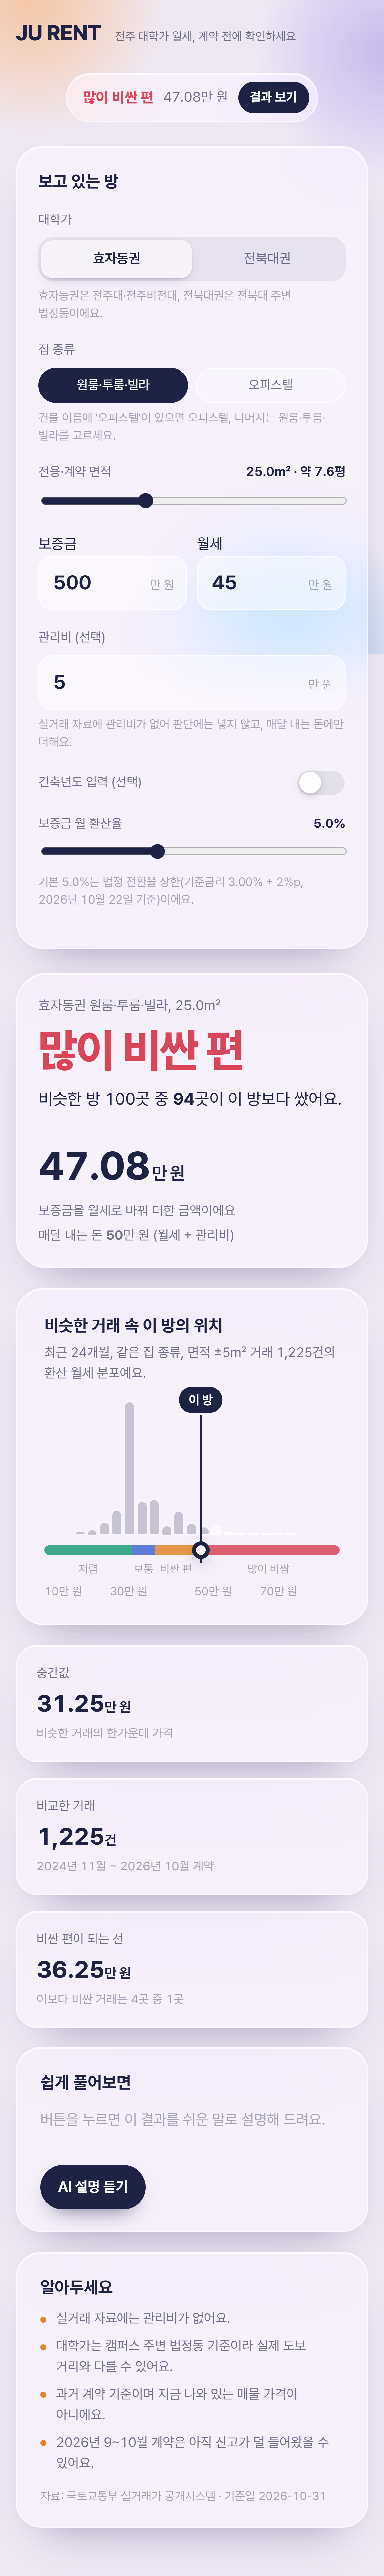 JU RENT 전주 대학가 월세, 계약 전에 확인하세요
많이 비싼 편 47.08만 원 결과 보기
보고 있는 방
대학가
효자동권 전북대권
효자동권은 전주대·전주비전대, 전북대권은 전북대 주변
법정동이에요.
집 종류
원룸·투룸·빌라 오피스텔
건물 이름에 '오피스텔'이 있으면 오피스텔, 나머지는 원룸·투룸·
빌라를 고르세요.
전용·계약 면적 25.0m² · 약 7.6평
보증금 월세
500 만 원 45 만 원
관리비 (선택)
5 만 원
실거래 자료에 관리비가 없어 판단에는 넣지 않고, 매달 내는 돈에만
더해요.
건축년도 입력 (선택)
보증금 월 환산율 5.0%
기본 5.0%는 법정 전환율 상한(기준금리 3.00% + 2%p,
2026년 10월 22일 기준)이에요.
효자동권 원룸·투룸·빌라, 25.0m²
많이 비싼 편
비슷한 방 100곳 중 94곳이 이 방보다 쌌어요.
47.08만 원
보증금을 월세로 바꿔 더한 금액이에요
매달 내는 돈 50만 원 (월세 + 관리비)
비슷한 거래 속 이 방의 위치
최근 24개월, 같은 집 종류, 면적 ±5m² 거래 1,225건의
환산 월세 분포예요.
이 방
저렴 보통 비싼 편 많이 비쌈
10만 원 30만 원 50만 원 70만 원
중간값
31.25만 원
비슷한 거래의 한가운데 가격
비교한 거래
1,225건
2024년 11월 ~ 2026년 10월 계약
비싼 편이 되는 선
36.25만 원
이보다 비싼 거래는 4곳 중 1곳
쉽게 풀어보면
버튼을 누르면 이 결과를 쉬운 말로 설명해 드려요.
AI 설명 듣기
알아두세요
실거래 자료에는 관리비가 없어요.
대학가는 캠퍼스 주변 법정동 기준이라 실제 도보
거리와 다를 수 있어요.
과거 계약 기준이며 지금 나와 있는 매물 가격이
아니에요.
2026년 9~10월 계약은 아직 신고가 덜 들어왔을 수
있어요.
자료: 국토교통부 실거래가 공개시스템 · 기준일 2026-10-31